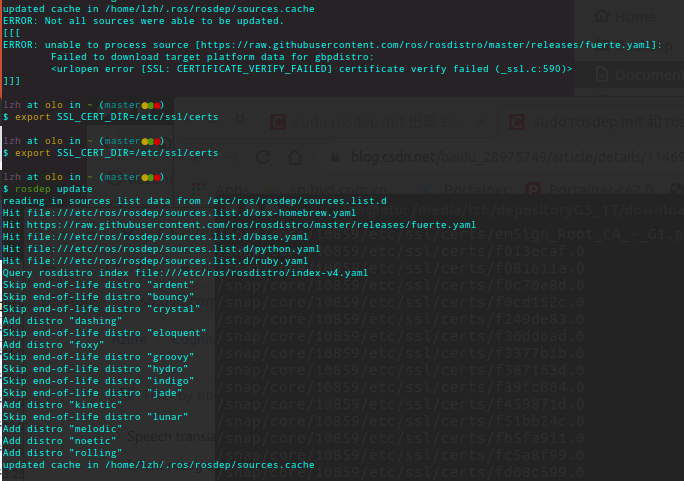 updated cache in /home/lzh/.ros/rosdep/sources.cache
ERROR: Not all sources were able to be updated.
[[[
ERROR: unable to process source [https://raw.githubusercontent.com/ros/rosdistro/master/releases/fuerte.yaml]:
Failed to download target platform data for gbpdistro:
<urlopen error [SSL: CERTIFICATE_VERIFY_FAILED] certificate verify failed (_ssl.c:590)>
]]]
lzh at olo in ~ (master)
$ export SSL_CERT_DIR=/etc/ssl/certs
lzh at olo in ~ (master)
$ export SSL_CERT_DIR=/etc/ssl/certs
lzh at olo in ~ (master)
$ rosdep update
reading in sources list data from /etc/ros/rosdep/sources.list.d
Hit file:///etc/ros/rosdep/sources.list.d/osx-homebrew.yaml
Hit https://raw.githubusercontent.com/ros/rosdistro/master/releases/fuerte.yaml
Hit file:///etc/ros/rosdep/sources.list.d/base.yaml
Hit file:///etc/ros/rosdep/sources.list.d/python.yaml
Hit file:///etc/ros/rosdep/sources.list.d/ruby.yaml
Query rosdistro index file:///etc/ros/rosdistro/index-v4.yaml
Skip end-of-life distro "ardent"
Skip end-of-life distro "bouncy"
Skip end-of-life distro "crystal"
Add distro "dashing"
Skip end-of-life distro "eloquent"
Add distro "foxy"
Skip end-of-life distro "groovy"
Skip end-of-life distro "hydro"
Skip end-of-life distro "indigo"
Skip end-of-life distro "jade"
Add distro "kinetic"
Skip end-of-life distro "lunar"
Add distro "melodic"
Add distro "noetic"
Add distro "rolling"
updated cache in /home/lzh/.ros/rosdep/sources.cache
Home
Document
sudo rosdep init
sudo rosdep init 和
Speech transl